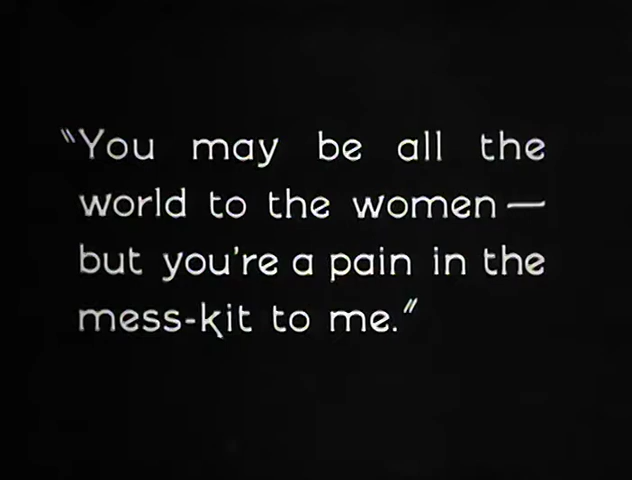 "You may be all the
world to the women —
but you're a pain in the
mess-kit to me."